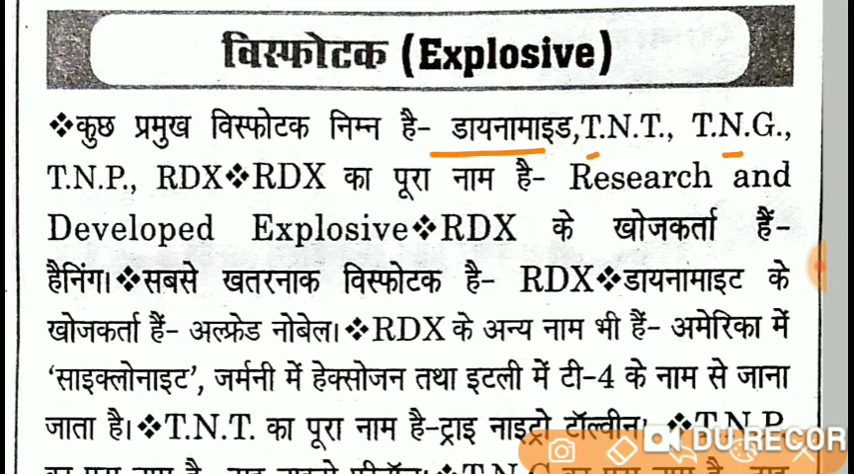 विस्फोटक (Explosive)
❖कुछ प्रमुख विस्फोटक निम्न है- डायनामाइड,T.N.T., T.N.G.,
T.N.P., RDX❖RDX का पूरा नाम है- Research and
Developed Explosive❖RDX के खोजकर्ता हैं-
हैनिंग।❖सबसे खतरनाक विस्फोटक है- RDX❖डायनामाइट के
खोजकर्ता हैं- अल्फ्रेड नोबेल।❖RDX के अन्य नाम भी हैं- अमेरिका में
‘साइक्लोनाइट’, जर्मनी में हेक्सोजन तथा इटली में टी-4 के नाम से जाना
जाता है।❖T.N.T. का पूरा नाम है-ट्राइ नाइट्रो टॉल्वीन ❖T.N.P.
DU RECOR